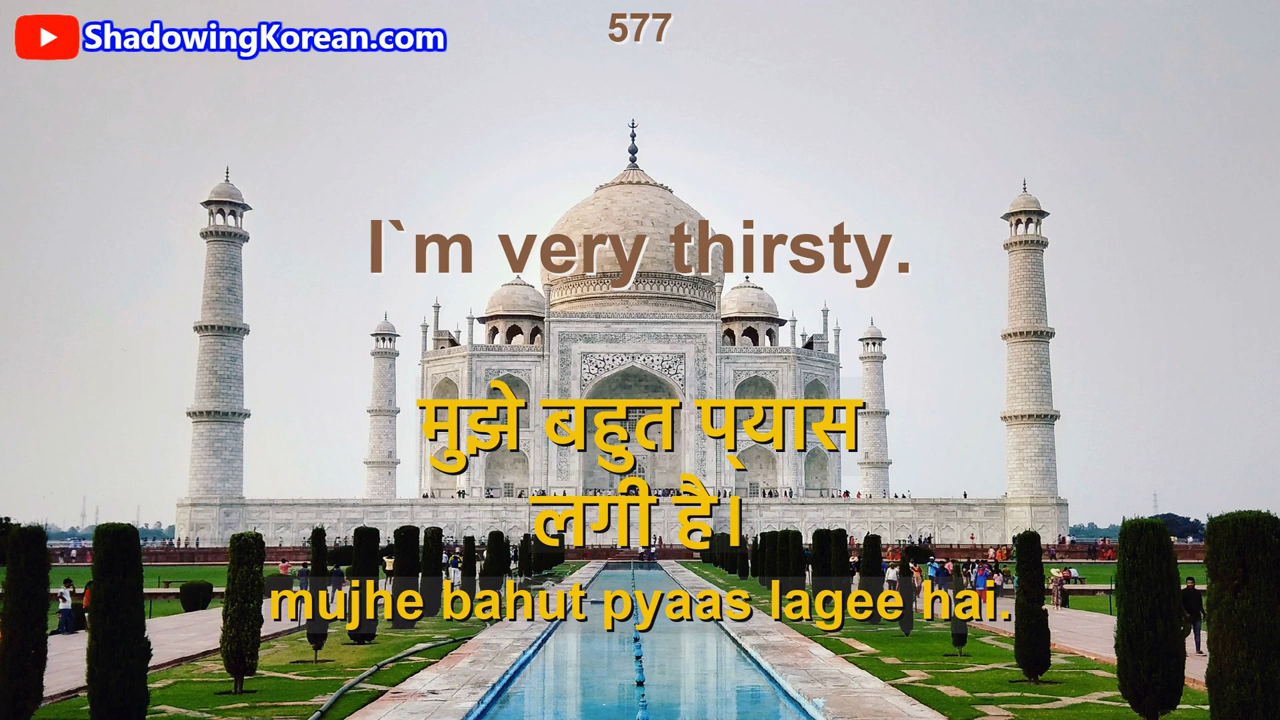 577
ShadowingKorean.com
I`m very thirsty.
मुझे बहुत प्‌यास
लगी है।
mujhe bahut pyaas lagee hai.